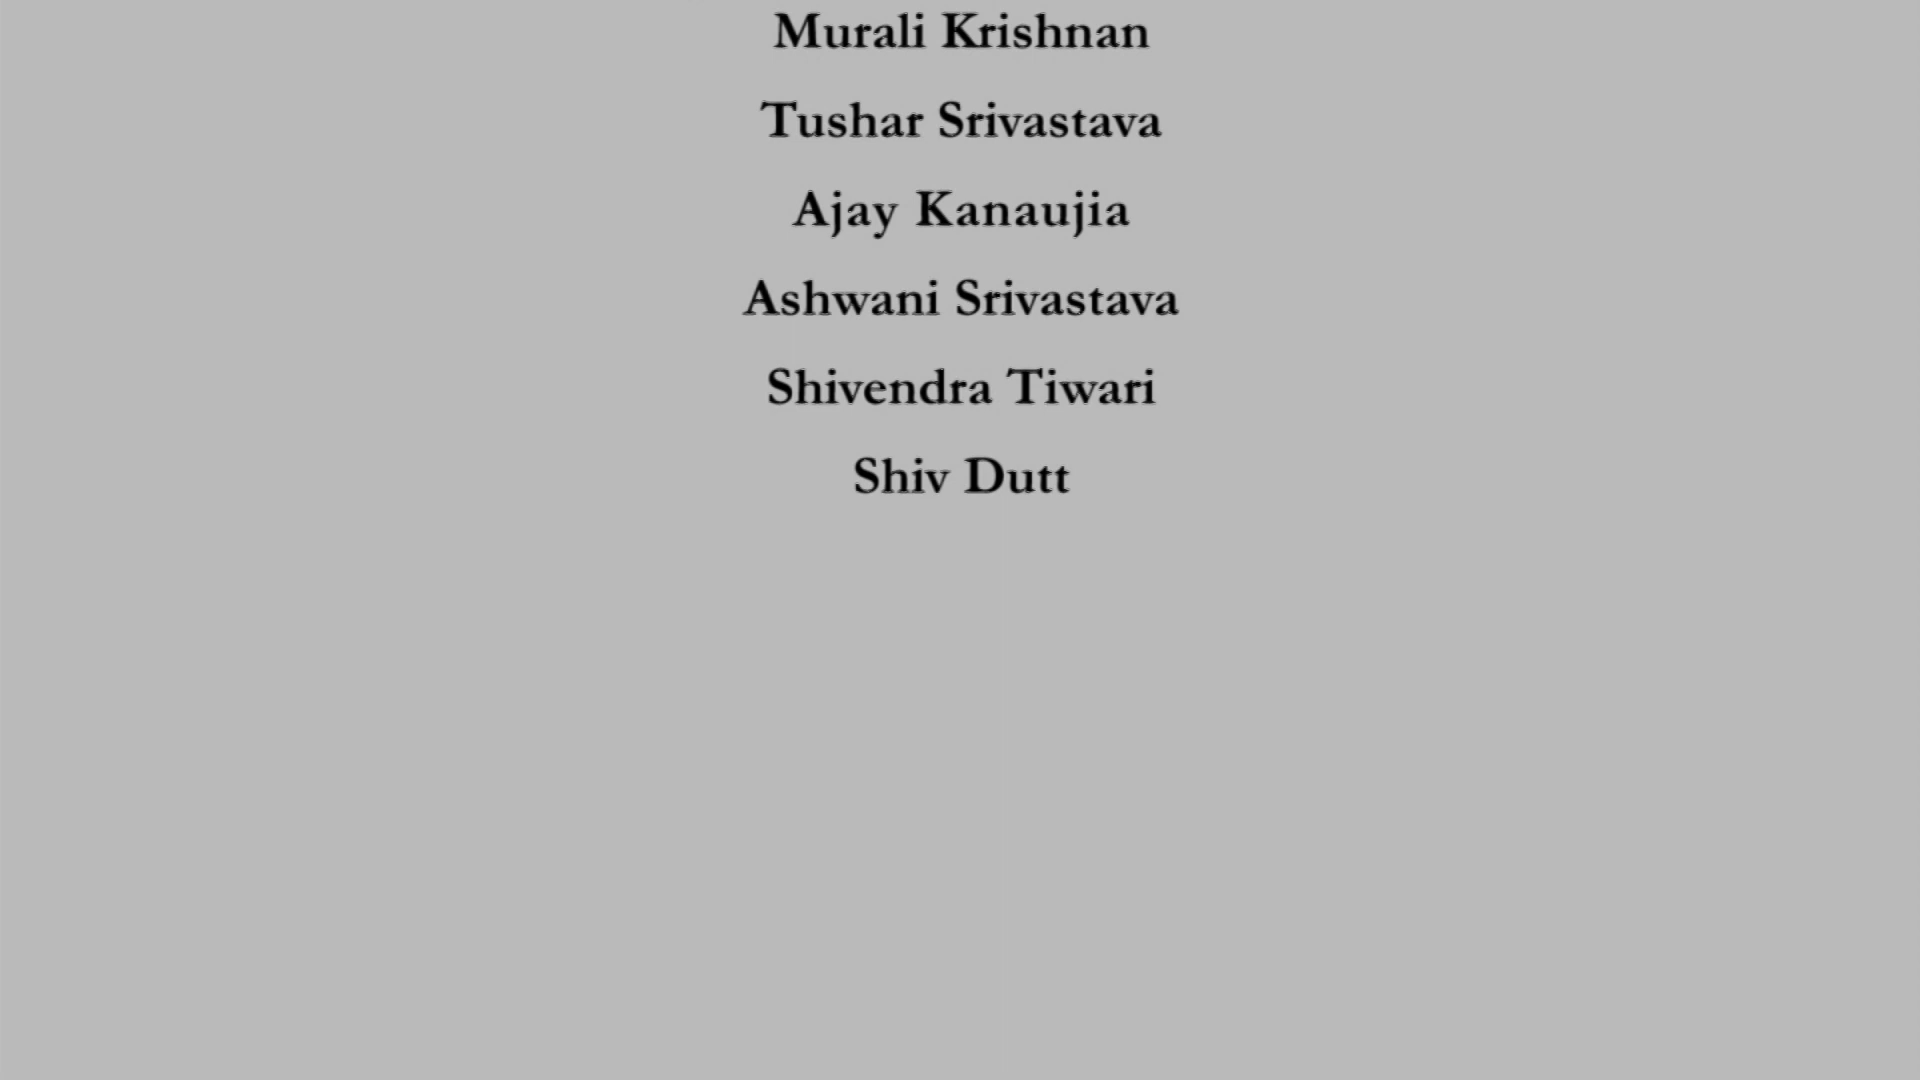 Murali Krishnan
Tushar Srivastava
Ajay Kanaujia
Ashwani Srivastava
Shivendra Tiwari
Shiv Dutt